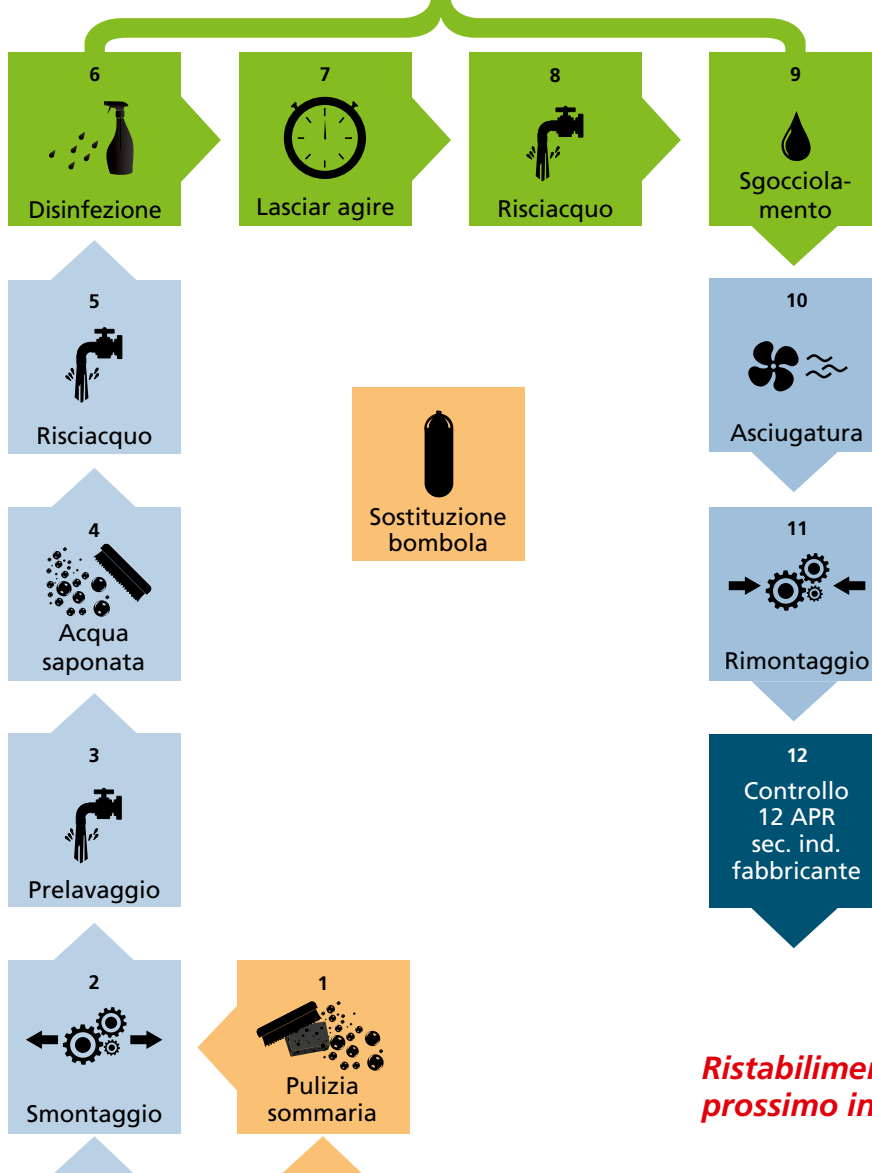 6
Disinfezione
7
Lasciar agire
8
Risciacquo
9
Sgocciola-
mento
5
Risciacquo
10
Asciugatura
Sostituzione
bombola
4
Acqua
saponata
11
Rimontaggio
3
Prelavaggio
12
Controllo
12 APR
sec. ind.
fabbricante
2
Smontaggio
1
Pulizia
sommaria
prossimo